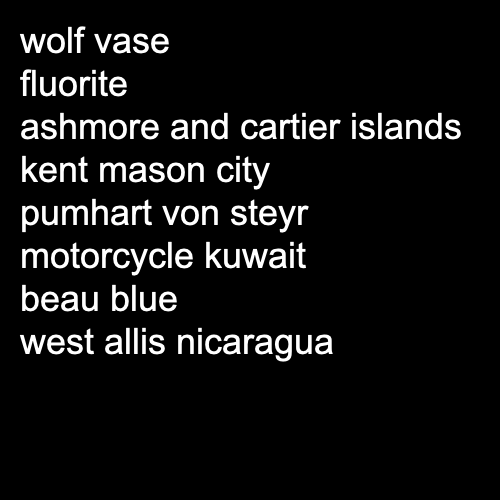 wolf vase
fluorite
ashmore and cartier islands
kent mason city
pumhart von steyr
motorcycle kuwait
beau blue
west allis nicaragua